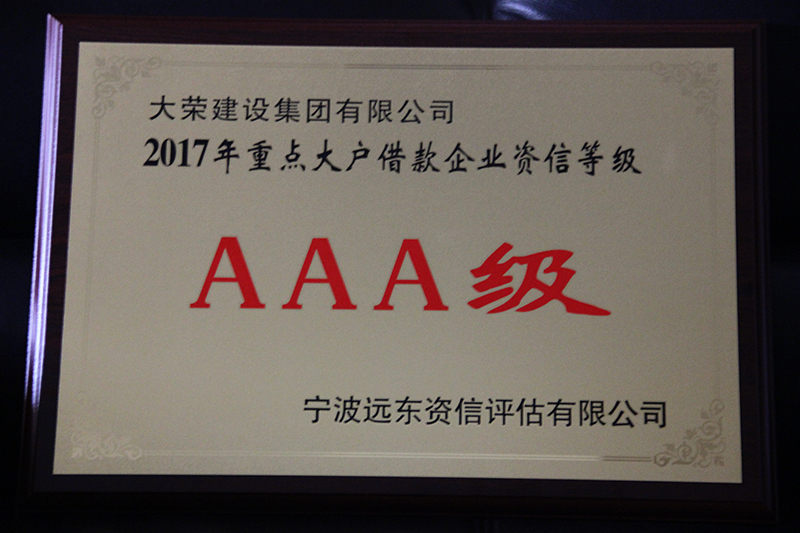 大荣建设集团有限公司
2017年重点大户借款企业资信等级
AAA级
宁波远东资信评估有限公司